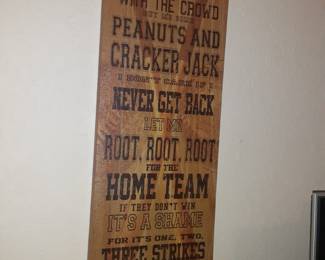 WITH THE CROWD
BUY ME SOME
PEANUTS AND
CRACKER JACK
I DON'T CARE IF I
NEVER GET BACK
LET ME
ROOT, ROOT, ROOT
FOR THE
HOME TEAM
IF THEY DON'T WIN
IT'S A SHAME
FOR IT'S ONE, TWO,
THREE STRIKES